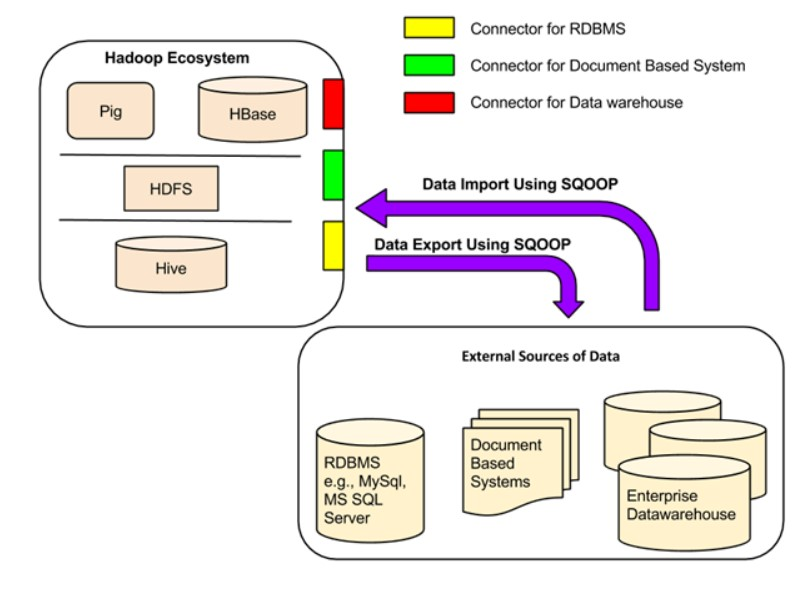 Connector for RDBMS
Connector for Document Based System
Connector for Data warehouse
Hadoop Ecosystem
Pig
HBase
HDFS
Hive
Data Import Using SQOOP
Data Export Using SQOOP
External Sources of Data
RDBMS
e.g., MySql,
MS SQL
Server
Document
Based
Systems
Enterprise
Datawarehouse